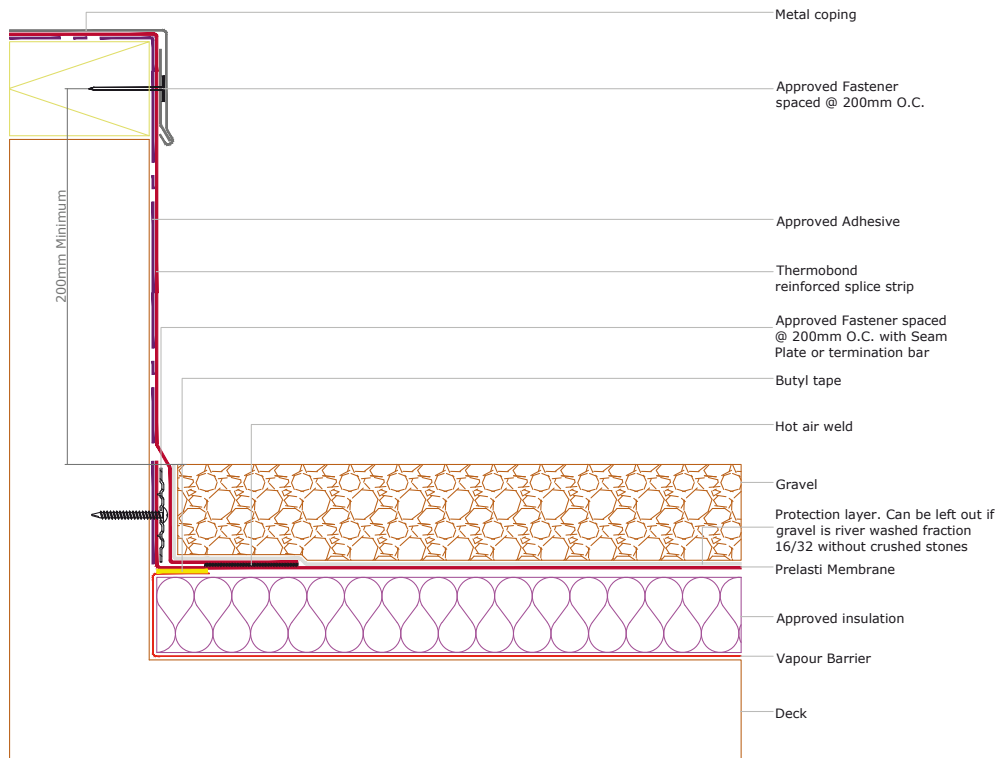 Metal coping
Approved Fastener
spaced @ 200mm O.C.
200mm Minimum
Approved Adhesive
Thermobond
reinforced splice strip
Approved Fastener spaced
@ 200mm O.C. with Seam
Plate or termination bar
Butyl tape
Hot air weld
Gravel
Protection layer. Can be left out if
gravel is river washed fraction
16/32 without crushed stones
Prelasti Membrane
Approved insulation
Vapour Barrier
Deck